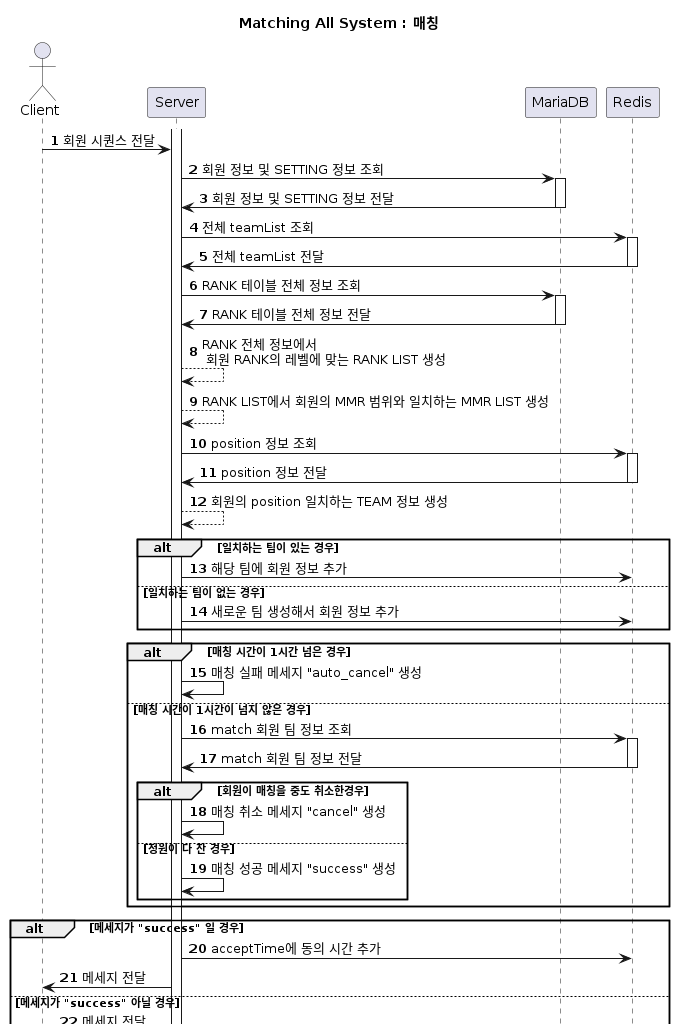 Matching All System : 매칭
Client
Server
MariaDB
Redis
1 회원 시퀀스 전달
2 회원 정보 및 SETTING 정보 조회
3 회원 정보 및 SETTING 정보 전달
4 전체 teamList 조회
5 전체 teamList 전달
6 RANK 테이블 전체 정보 조회
7 RANK 테이블 전체 정보 전달
8 RANK 전체 정보에서
회원 RANK의 레벨에 맞는 RANK LIST 생성
9 RANK LIST에서 회원의 MMR 범위와 일치하는 MMR LIST 생성
10 position 정보 조회
11 position 정보 전달
12 회원의 position 일치하는 TEAM 정보 생성
alt [일치하는 팀이 있는 경우]
13 해당 팀에 회원 정보 추가
[일치하는 팀이 없는 경우]
14 새로운 팀 생성해서 회원 정보 추가
alt [매칭 시간이 1시간 넘은 경우]
15 매칭 실패 메세지 "auto_cancel" 생성
[매칭 시간이 1시간이 넘지 않은 경우]
16 match 회원 팀 정보 조회
17 match 회원 팀 정보 전달
alt [회원이 매칭을 중도 취소한경우]
18 매칭 취소 메세지 "cancel" 생성
[정원이 다 찬 경우]
19 매칭 성공 메세지 "success" 생성
alt [메세지가 "success" 일 경우]
20 acceptTime에 동의 시간 추가
21 메세지 전달
[메세지가 "success" 아닐 경우]
22 메세지 전달